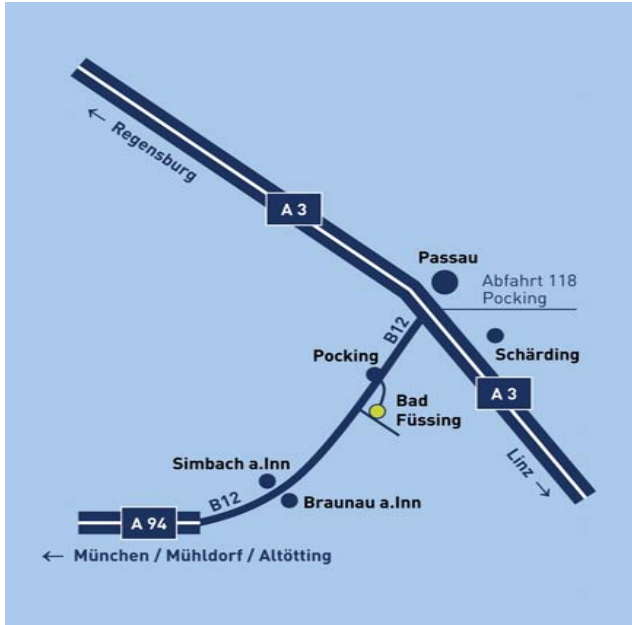 ← Regensburg
A 3
Passau
Abfahrt 118
Pocking
B12
Schärding
Pocking
A 3
Bad
Füssing
Linz →
Simbach a.Inn
B12
Braunau a.Inn
A 94
← München / Mühldorf / Altötting